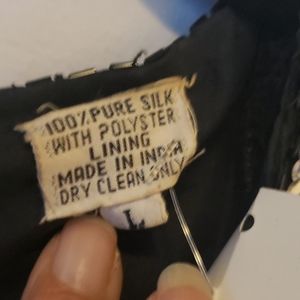 100% PURE SILK
WITH POLYSTER
LINING
MADE IN INDIA
DRY CLEAN ONLY
L